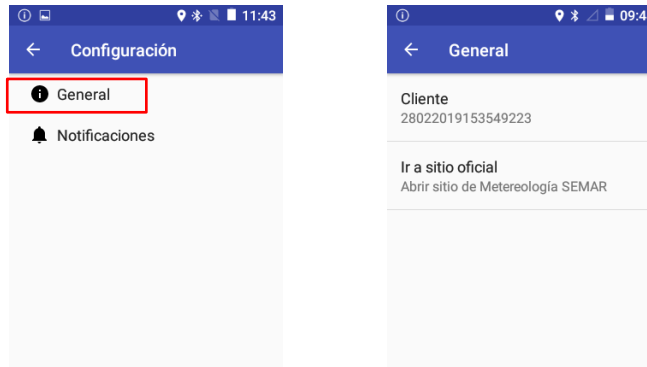 11:43
Configuración
General
Notificaciones
09:4
General
Cliente
28022019153549223
Ir a sitio oficial
Abrir sitio de Metereología SEMAR